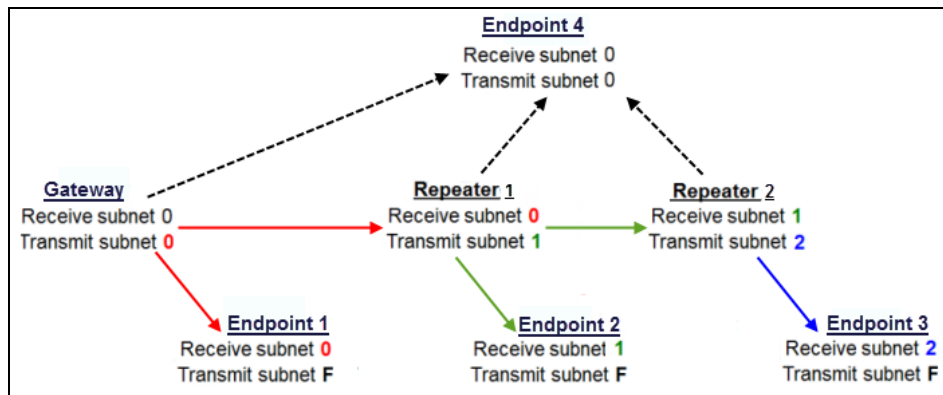 Endpoint 4
Receive subnet 0
Transmit subnet 0
Gateway
Receive subnet 0
Transmit subnet 0
Repeater 1
Receive subnet 0
Transmit subnet 1
Repeater 2
Receive subnet 1
Transmit subnet 2
Endpoint 1
Receive subnet 0
Transmit subnet F
Endpoint 2
Receive subnet 1
Transmit subnet F
Endpoint 3
Receive subnet 2
Transmit subnet F